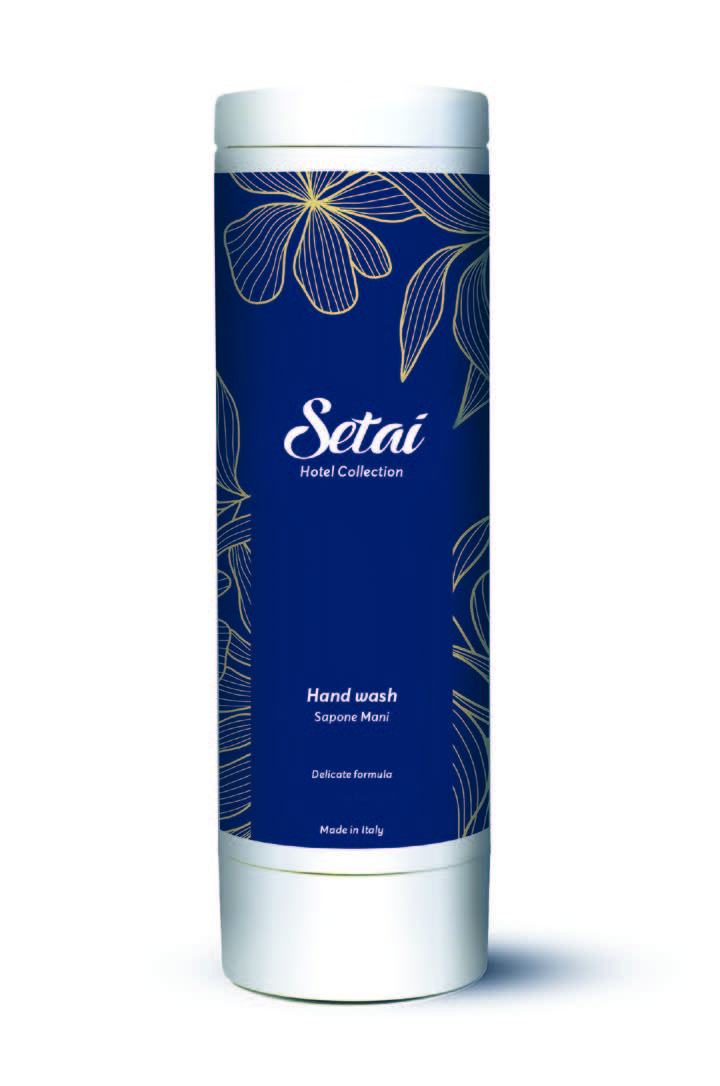 Setai
Hotel Collection
Hand wash
Sapone Mani
Delicate formula
Made in Italy